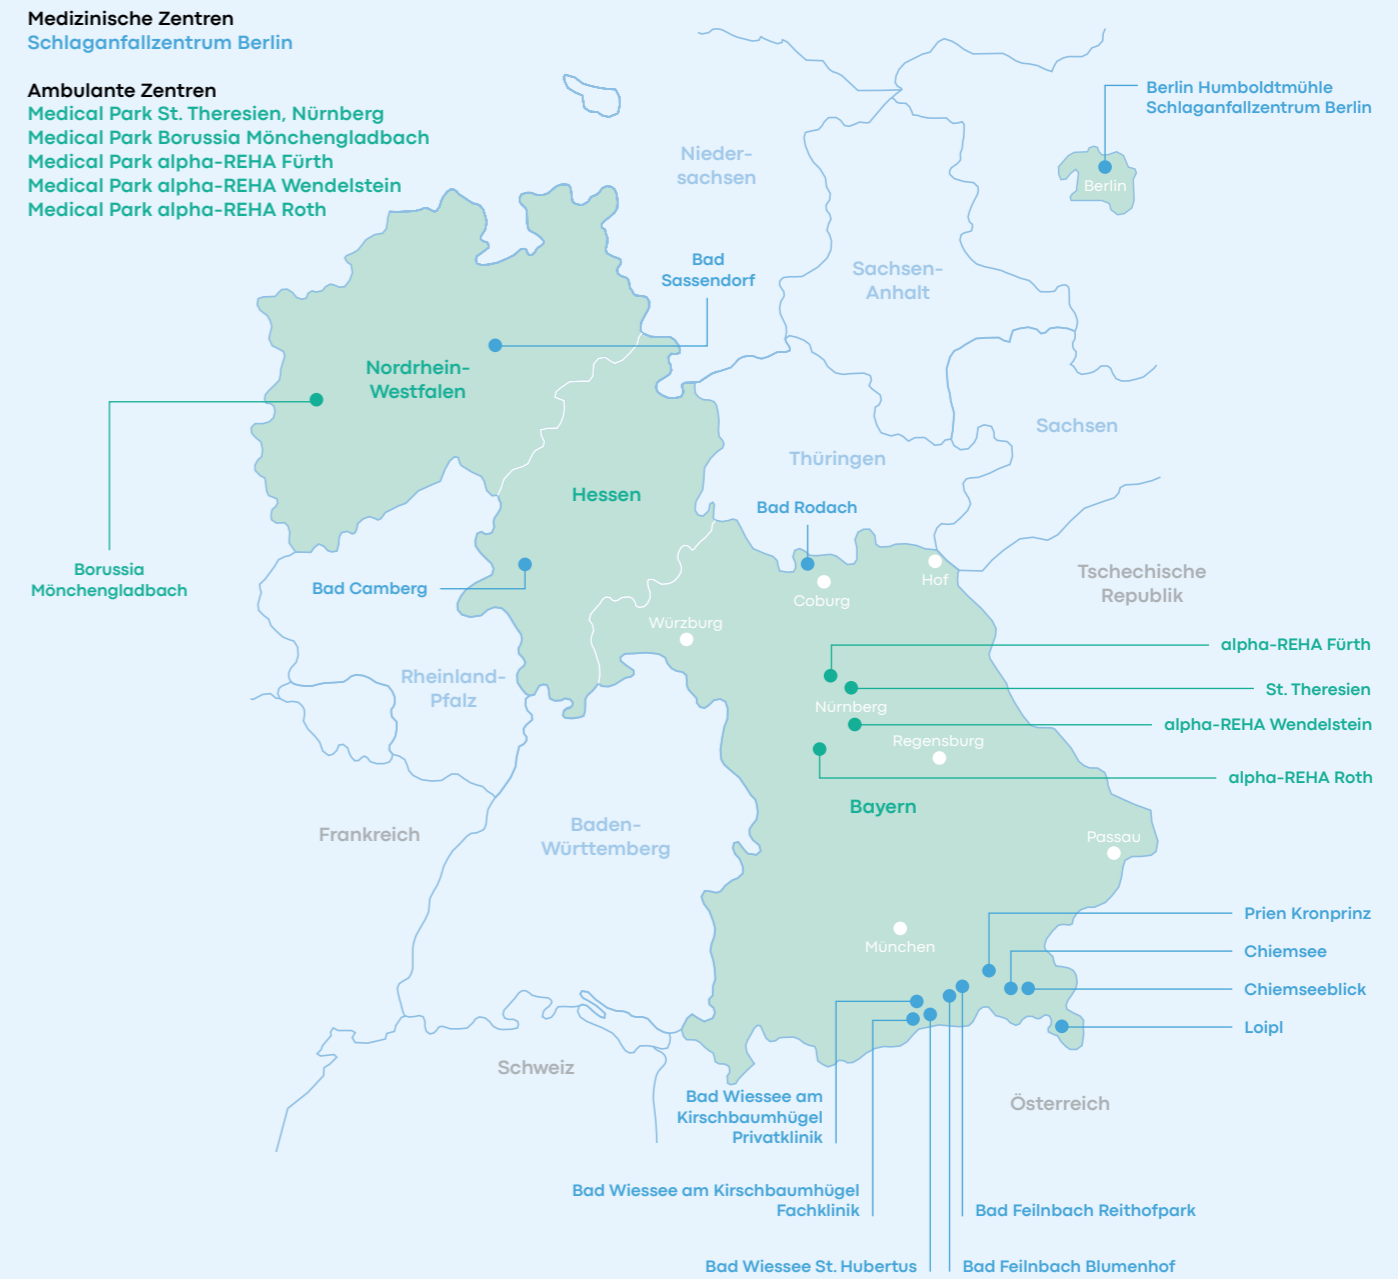 Medizinische Zentren
Schlaganfallzentrum Berlin
Ambulante Zentren
Medical Park St. Theresien, Nürnberg
Medical Park Borussia Mönchengladbach
Medical Park alpha-REHA Fürth
Medical Park alpha-REHA Wendelstein
Medical Park alpha-REHA Roth
Berlin Humboldtmühle
Schlaganfallzentrum Berlin
Berlin
Nieder-
sachsen
Bad
Sassendorf
Sachsen-
Anhalt
Nordrhein-
Westfalen
Sachsen
Thüringen
Hessen
Bad Rodach
Borussia
Mönchengladbach
Bad Camberg
Hof
Coburg
Tschechische
Republik
Würzburg
alpha-REHA Fürth
Rheinland-
Pfalz
St. Theresien
Nürnberg
alpha-REHA Wendelstein
Regensburg
alpha-REHA Roth
Bayern
Frankreich
Baden-
Württemberg
Passau
Prien Kronprinz
München
Chiemsee
Chiemseeblick
Loipl
Schweiz
Österreich
Bad Wiessee am
Kirschbaumhügel
Privatklinik
Bad Wiessee am Kirschbaumhügel
Fachklinik
Bad Feilnbach Reithofpark
Bad Wiessee St. Hubertus
Bad Feilnbach Blumenhof